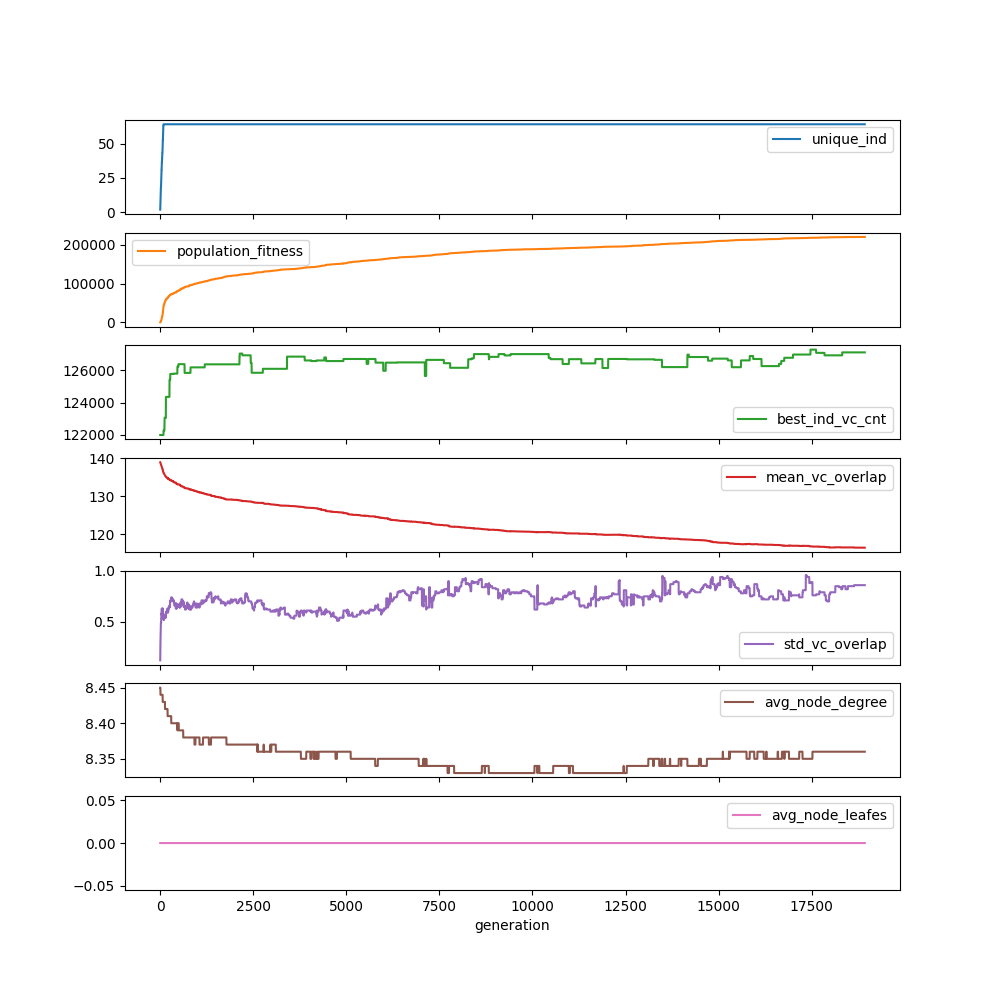 50
25
0
unique_ind
200000
100000
0
population_fitness
126000
124000
122000
best_ind_vc_cnt
140
130
120
mean_vc_overlap
1.0
0.5
std_vc_overlap
8.45
8.40
8.35
avg_node_degree
0.05
0.00
−0.05
avg_node_leafes
0 2500 5000 7500 10000 12500 15000 17500
generation